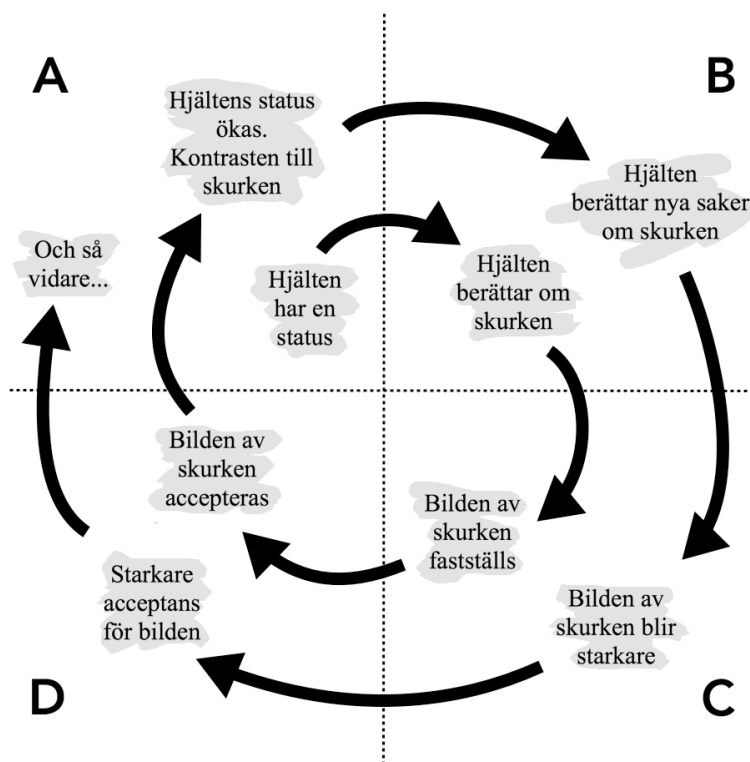 A
B
Hjältens status
ökas.
Kontrasten till
skurken
Hjälten
berättar nya saker
om skurken
Och så
vidare...
Hjälten
har en
status
Hjälten
berättar om
skurken
Bilden av
skurken
accepteras
Bilden av
skurken
fastställs
Starkare
acceptans
för bilden
Bilden av
skurken blir
starkare
D
C